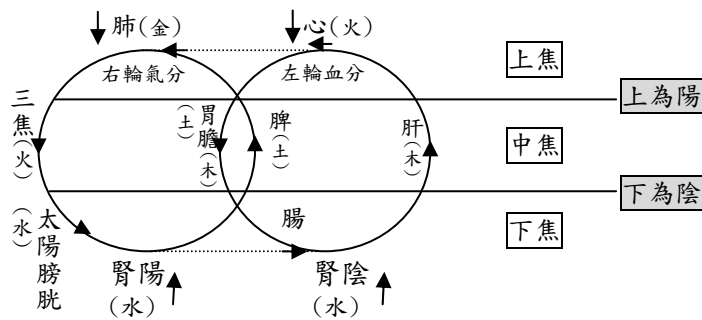 肺(金)
心(火)
右輪氣分
左輪血分
上焦
上為陽
三焦(火)
胃(土)
膽(木)
脾(土)
肝(木)
中焦
下為陰
太陽膀胱(水)
腸
下焦
腎陽(水)
腎陰(水)